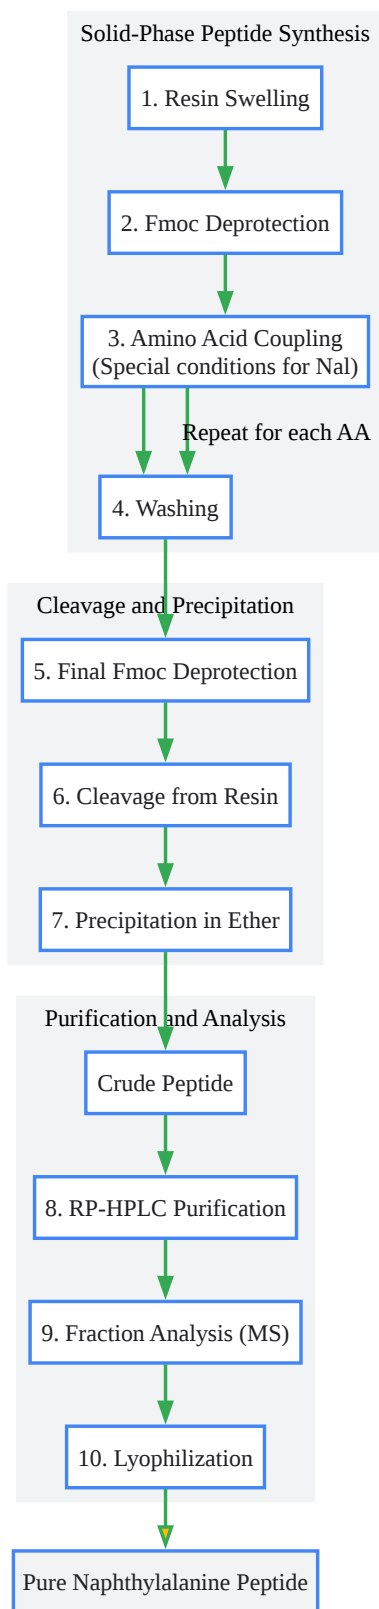 Solid-Phase Peptide Synthesis
1. Resin Swelling
2. Fmoc Deprotection
3. Amino Acid Coupling
(Special conditions for Nal)
Repeat for each AA
4. Washing
Cleavage and Precipitation
5. Final Fmoc Deprotection
6. Cleavage from Resin
7. Precipitation in Ether
Purification and Analysis
Crude Peptide
8. RP-HPLC Purification
9. Fraction Analysis (MS)
10. Lyophilization
Pure Naphthylalanine Peptide